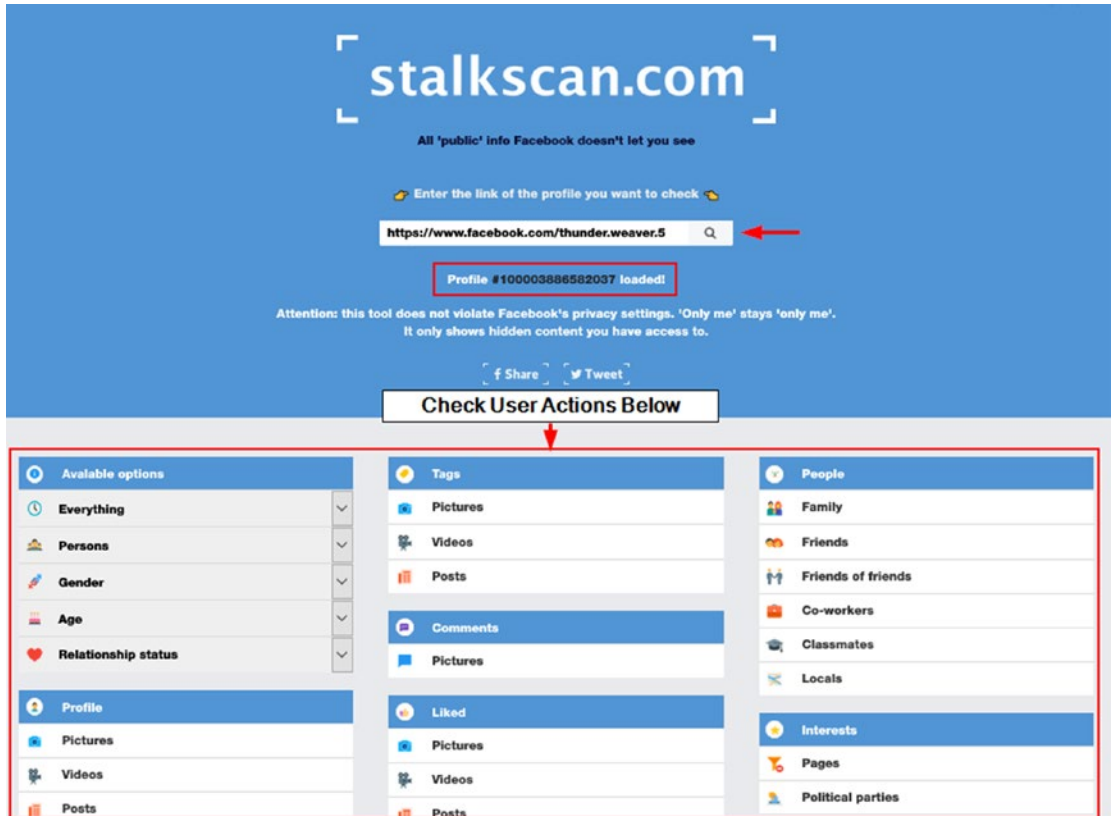 stalkscan.com
All 'public' info Facebook doesn't let you see
Enter the link of the profile you want to check
https://www.facebook.com/thunder.weaver.5
Profile #100003886582037 loaded!
Attention: this tool does not violate Facebook's privacy settings. 'Only me' stays 'only me'.
It only shows hidden content you have access to.
f Share Tweet
Check User Actions Below
Avalable options
Everything
Persons
Gender
Age
Relationship status
Profile
Pictures
Videos
Posts
Tags
Pictures
Videos
Posts
Comments
Pictures
Liked
Pictures
Videos
Posts
People
Family
Friends
Friends of friends
Co-workers
Classmates
Locals
Interests
Pages
Political parties